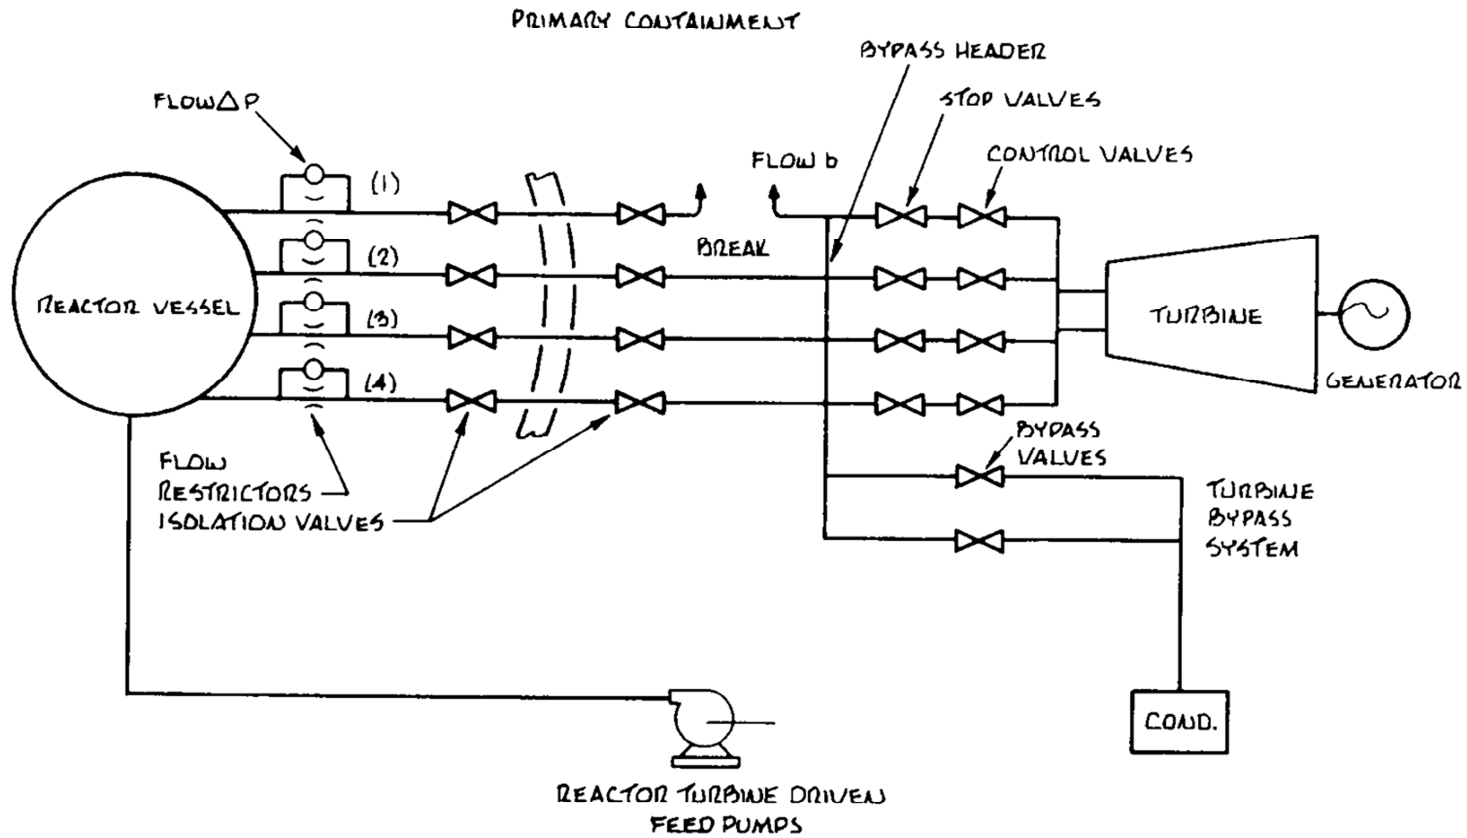 PRIMARY CONTAINMENT
BYPASS HEADER
STOP VALVES
FLOW Δ P
CONTROL VALVES
FLOW b
(1)
BREAK
(2)
REACTOR VESSEL
(3)
TURBINE
GENERATOR
(4)
BYPASS
VALVES
FLOW
RESTRICTORS
ISOLATION VALVES
TURBINE
BYPASS
SYSTEM
COND.
REACTOR TURBINE DRIVEN
FEED PUMPS